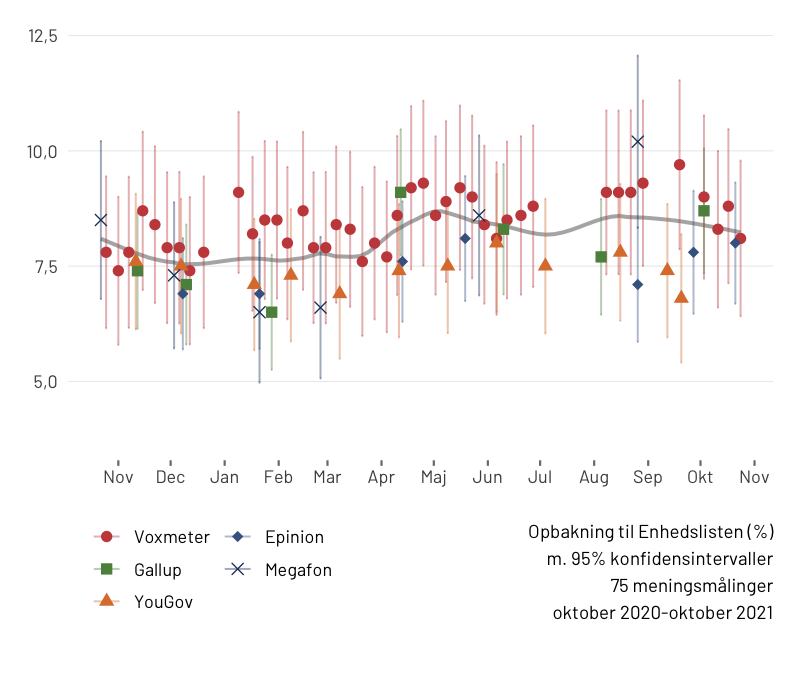 12,5
10,0
7,5
5,0
Nov Dec Jan Feb Mar Apr Maj Jun Jul Aug Sep Okt Nov
Voxmeter Epinion
Gallup Megafon
YouGov
Opbakning til Enhedslisten (%)
m. 95% konfidensintervaller
75 meningsmålinger
oktober 2020-oktober 2021